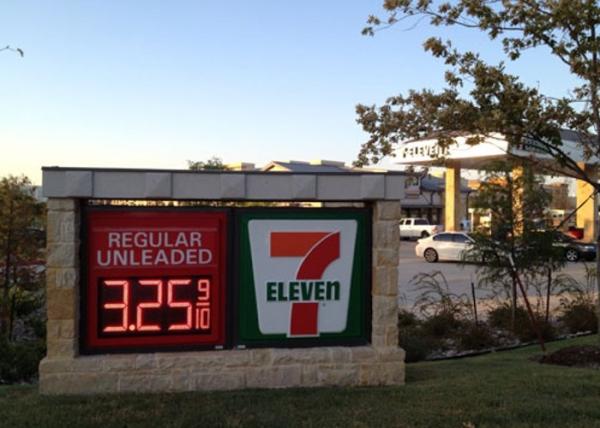 REGULAR
UNLEADED
3.25 9/10
7
ELEVEn
ELEVEn